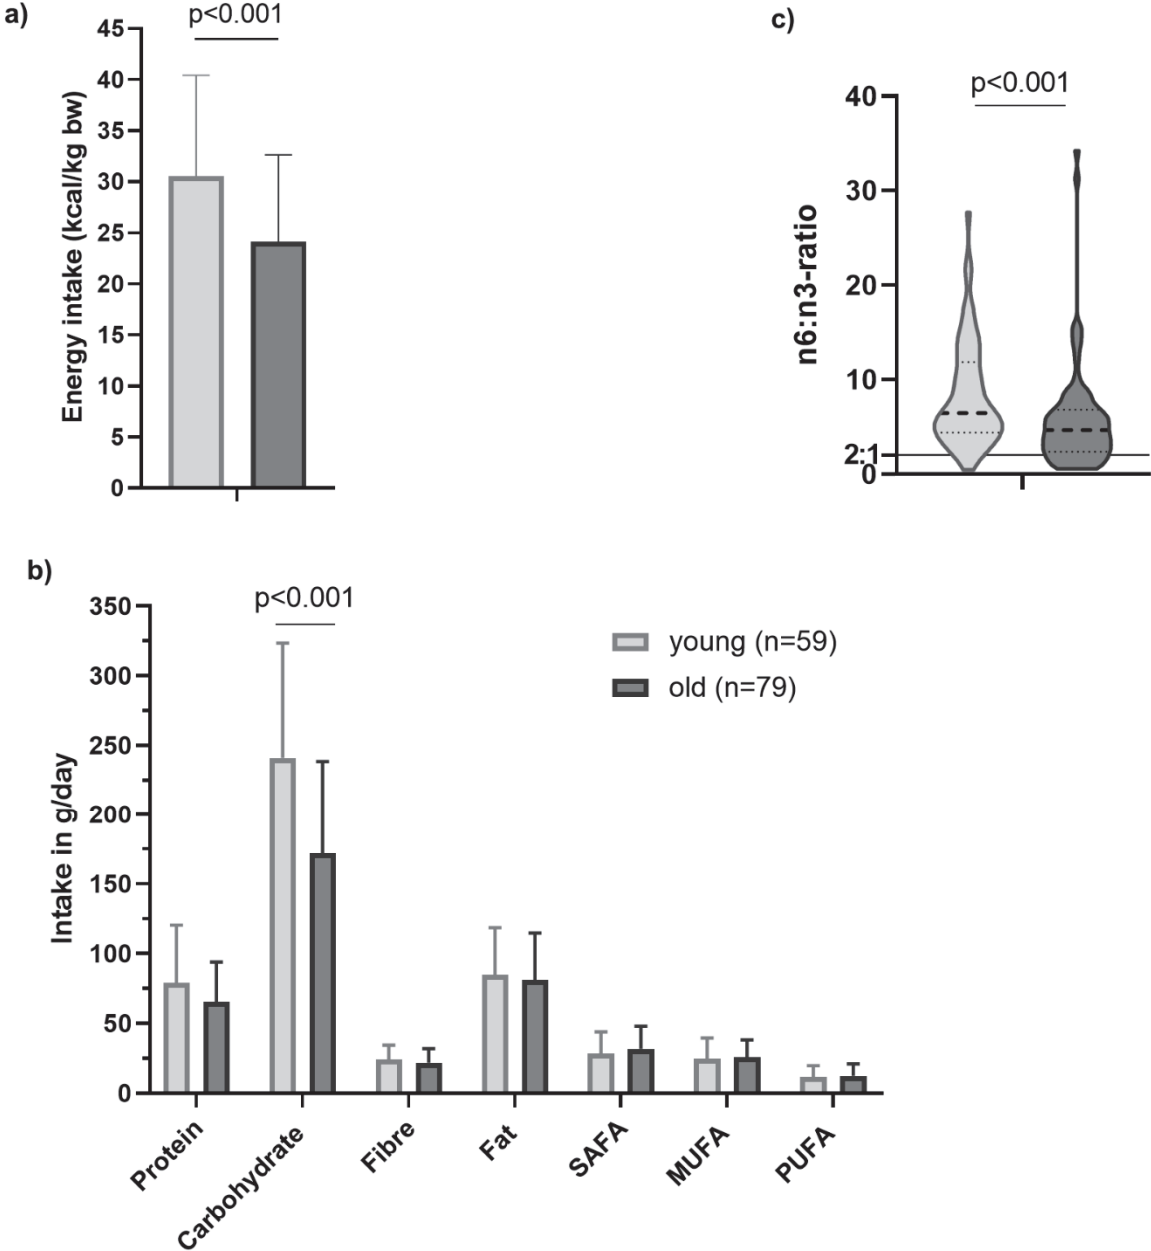 a)
p<0.001
45
40
35
30
25
20
15
10
5
0
Energy intake (kcal/kg bw)
c)
p<0.001
40
30
20
10
2:1
0
n6:n3-ratio
b)
p<0.001
350
300
250
200
150
100
50
0
Intake in g/day
young (n=59)
old (n=79)
Protein
Carbohydrate
Fibre
Fat
SAFA
MUFA
PUFA